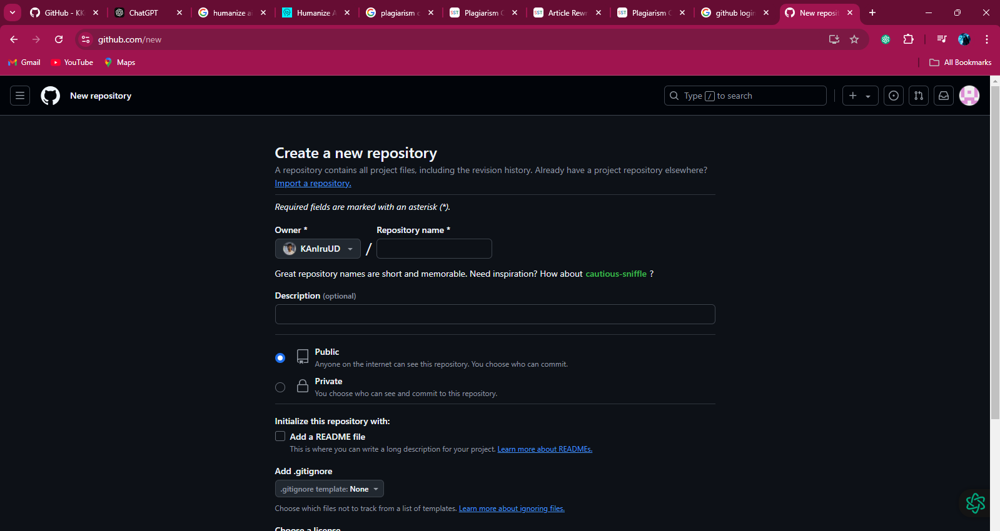 GitHub - KK
ChatGPT
humanize ai
Humanize A
plagiarism c
Plagiarism C
Article Rewr
Plagiarism C
github login
New reposit
github.com/new
Gmail
YouTube
Maps
All Bookmarks
New repository
Type / to search
Create a new repository
A repository contains all project files, including the revision history. Already have a project repository elsewhere?
Import a repository.
Required fields are marked with an asterisk (*).
Owner *
Repository name *
KAnIruUD
/
Great repository names are short and memorable. Need inspiration? How about cautious-sniffle ?
Description (optional)
Public
Anyone on the internet can see this repository. You choose who can commit.
Private
You choose who can see and commit to this repository.
Initialize this repository with:
Add a README file
This is where you can write a long description for your project. Learn more about READMEs.
Add .gitignore
.gitignore template: None
Choose which files not to track from a list of templates. Learn more about ignoring files.
Choose a license